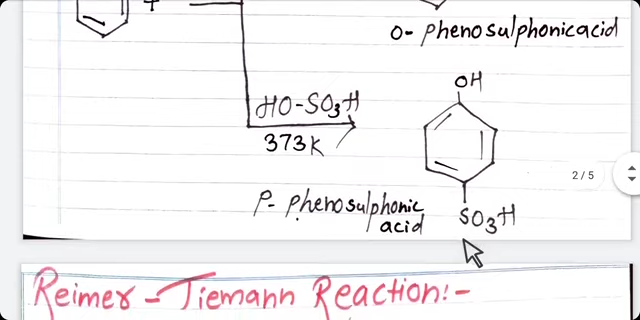 +
o- phenosulphonicacid
OH
HO-SO3H
373K
2/5
p- phenosulphonic
acid
SO3H
Reimer - Tiemann Reaction:-